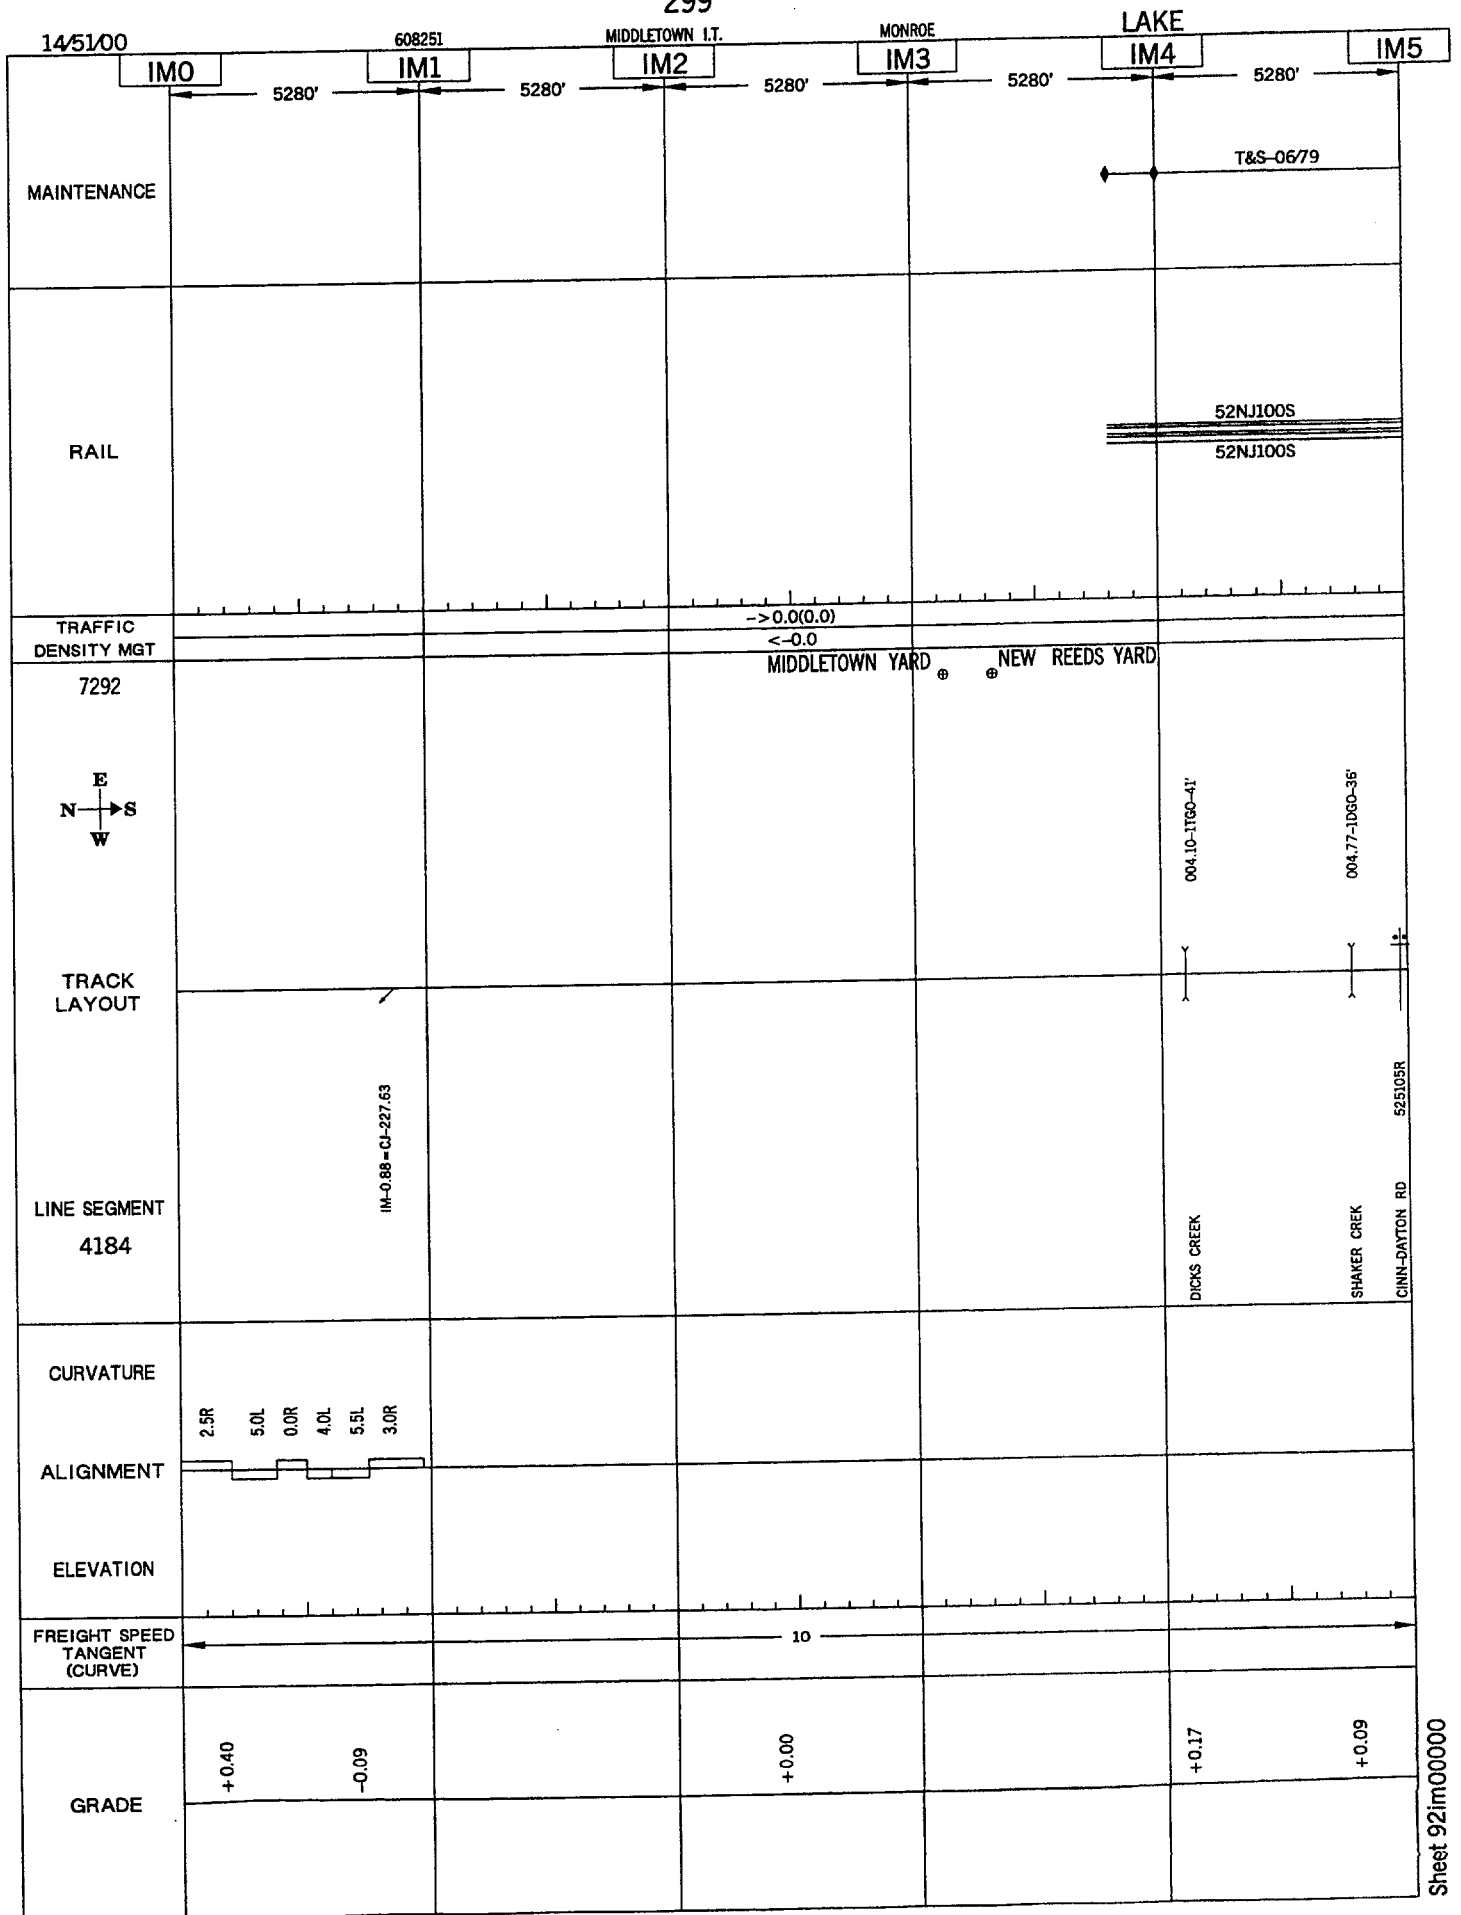 299
14/51/00
608251
MIDDLETOWN I.T.
MONROE
LAKE
IM0
IM1
IM2
IM3
IM4
IM5
5280'
5280'
5280'
5280'
5280'
MAINTENANCE
T&S-06/79
RAIL
52NJ100S
52NJ100S
TRAFFIC
DENSITY MGT
->0.0(0.0)
<-0.0
7292
MIDDLETOWN YARD
NEW REEDS YARD
E
N S
W
004.10-1TGO-41'
004.77-1DGO-36'
TRACK
LAYOUT
IM-0.88=CJ-227.63
LINE SEGMENT
4184
DICKS CREEK
SHAKER CREK
CINN-DAYTON RD 525105R
CURVATURE
2.5R
5.0L
0.0R
4.0L
5.5L
3.0R
ALIGNMENT
ELEVATION
FREIGHT SPEED
TANGENT
(CURVE)
10
GRADE
+0.40
-0.09
+0.00
+0.17
+0.09
Sheet 92im00000